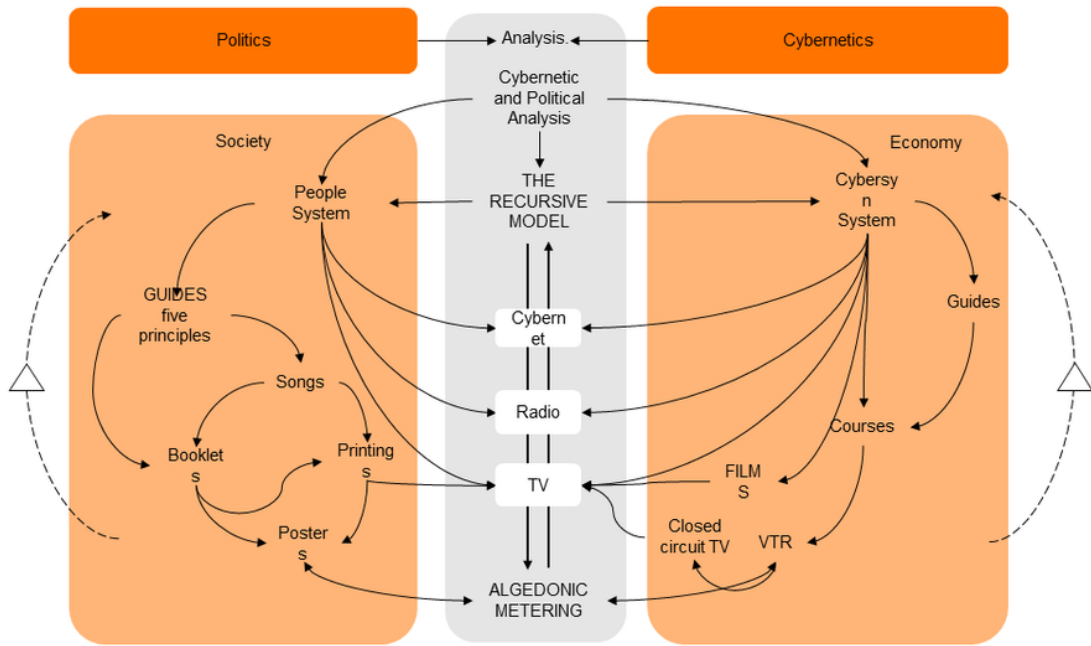 Politics
Analysis.
Cybernetics
Cybernetic
and Political
Analysis
Society
Economy
People
System
THE
RECURSIVE
MODEL
Cybersy
n
System
GUIDES
five
principles
Guides
Cybern
et
Songs
Radio
Courses
Booklet
s
Printing
s
TV
FILM
S
Poster
s
Closed
circuit TV
VTR
ALGEDONIC
METERING